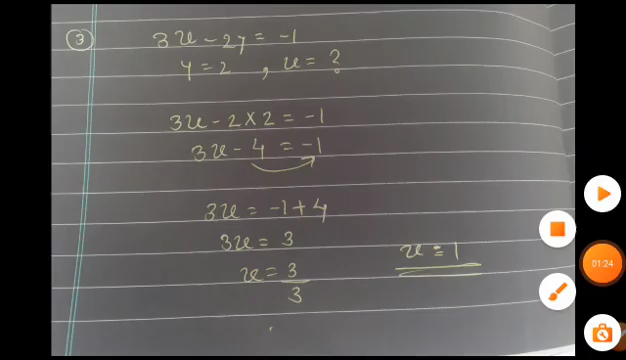 ③ 3x - 2y = -1
y = 2 , x = ?
3x - 2 × 2 = -1
3x - 4 = -1
3x = -1 + 4
3x = 3
x = 3/3
x = 1
01:24